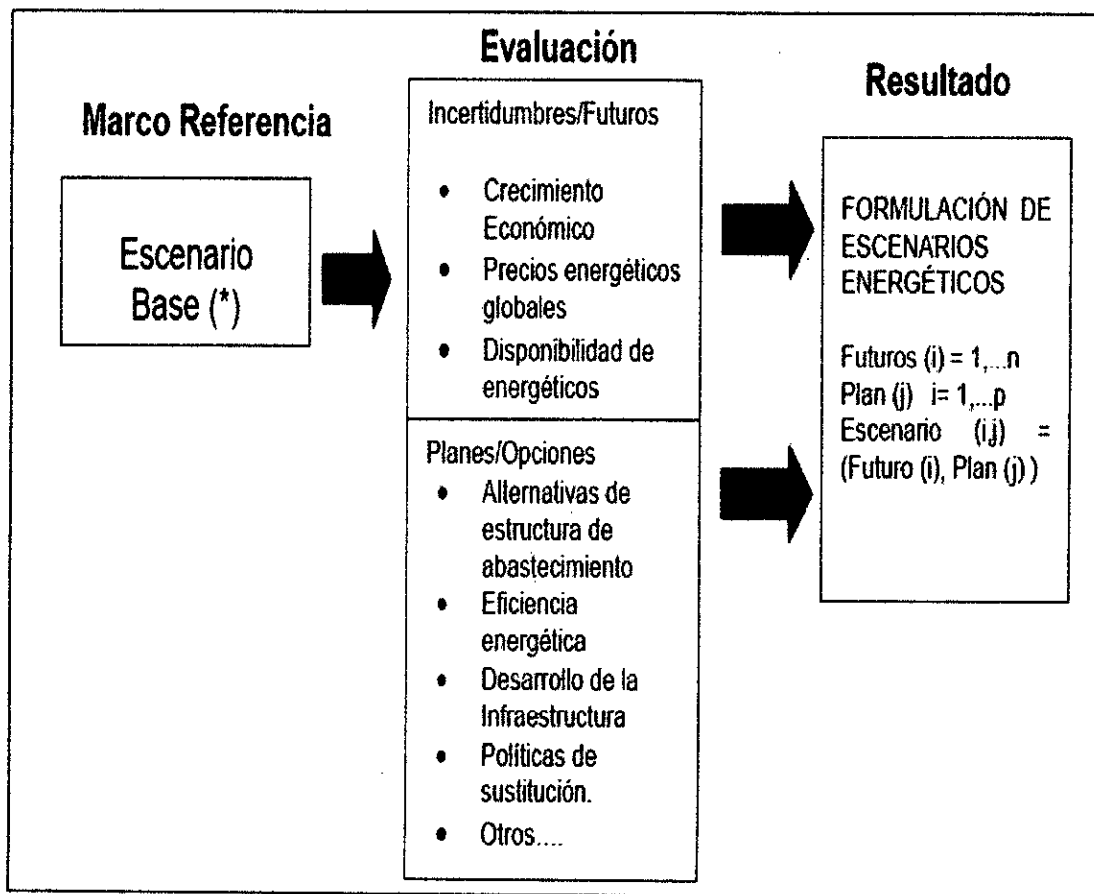 Marco Referencia
Escenario
Base (*)
Evaluación
Incertidumbres/Futuros
• Crecimiento
Económico
• Precios energéticos
globales
• Disponibilidad de
energéticos
Planes/Opciones
• Alternativas de
estructura de
abastecimiento
• Eficiencia
energética
• Desarrollo de la
Infraestructura
• Políticas de
sustitución.
• Otros....
Resultado
FORMULACIÓN DE
ESCENARIOS
ENERGÉTICOS
Futuros (i) = 1,...n
Plan (j) i= 1,...p
Escenario (i,j) =
(Futuro (i), Plan (j) )